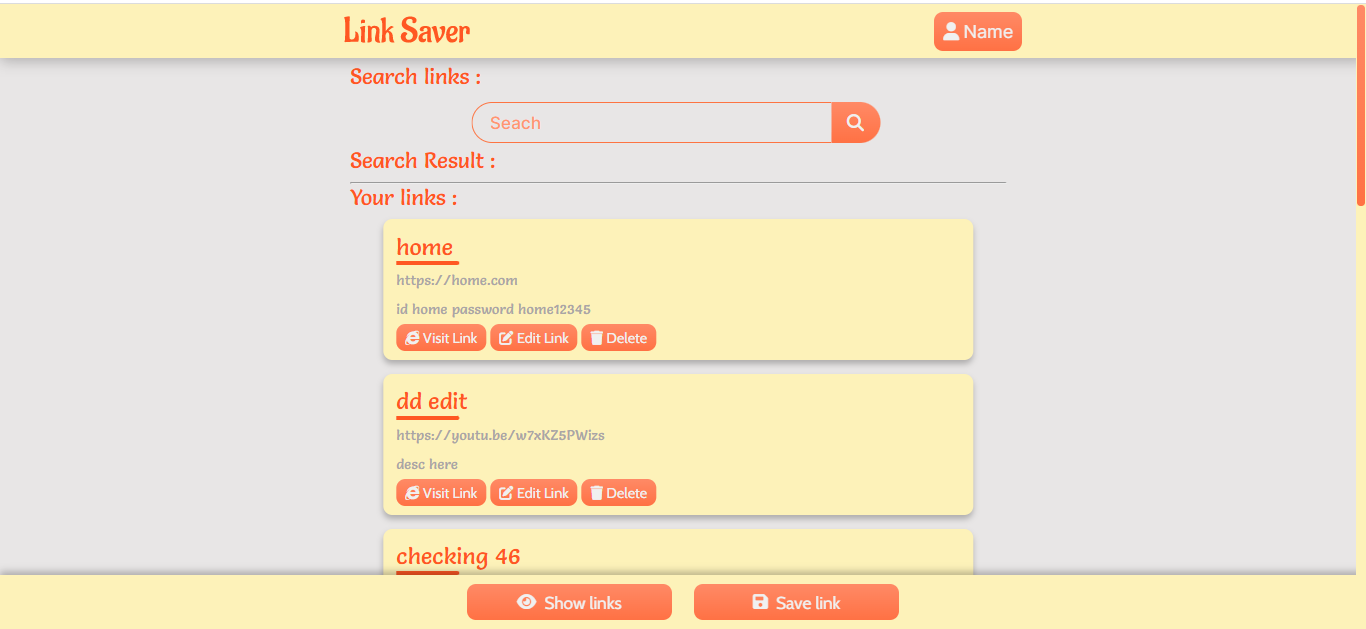 Link Saver
Name
Search links :
Seach
Search Result :
Your links :
home
https://home.com
id home password home12345
Visit Link Edit Link Delete
dd edit
https://youtu.be/w7xKZ5PWizs
desc here
Visit Link Edit Link Delete
checking 46
Show links Save link